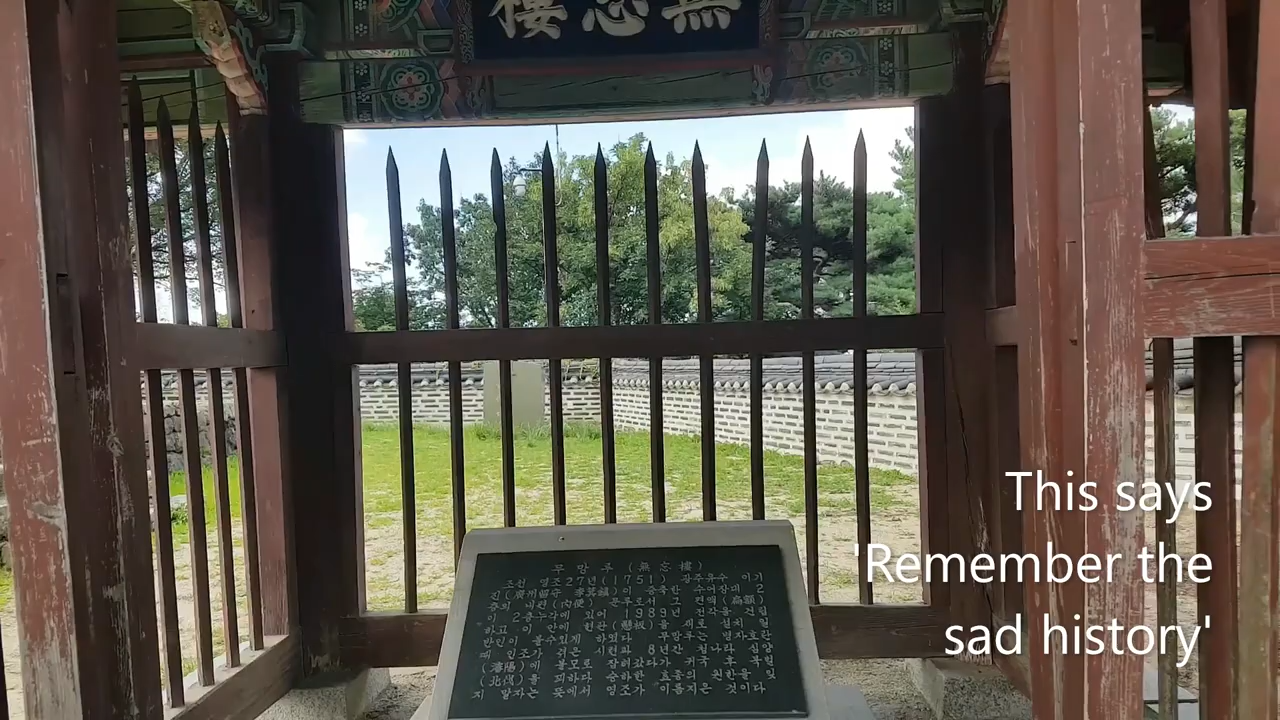 無忘樓
무망루 (無忘樓)
조선 영조27년(1751) 광주유수 이기
진(廣州留守 李箕鎭)이 증축한 수어장대 2
층의 내편(內便) 문루로서 그 편액(扁額)
이 2층누각에 있어 1989년 전각을 건립
하고 이 안에 현판(懸板)을 새로 설치 일
반인이 볼수있게 하였다 무망루는 별자호란
때 인조가 겪은 시련과 8년간 청나라 심양
(瀋陽)에 볼모로 잡혀갔다가 귀국 후 북벌
(北伐)을 꾀하다 승하한 효종의 원한을 잊
지 말자는 뜻에서 영조가 이름지은 것이다
This says
'Remember the
sad history'